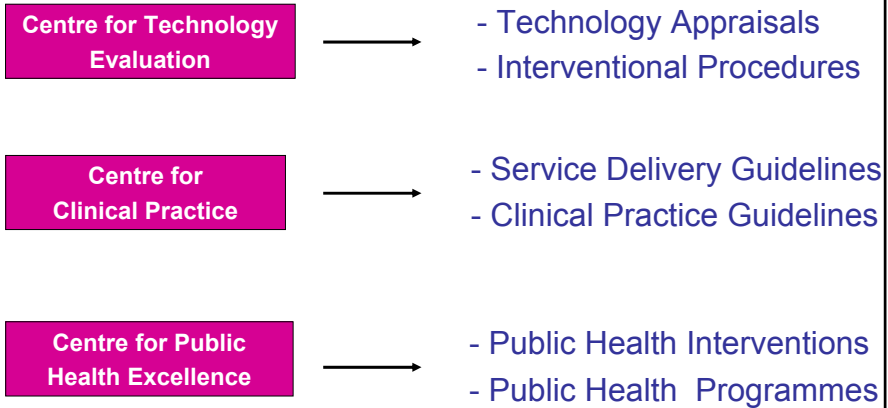 Centre for Technology
Evaluation
- Technology Appraisals
- Interventional Procedures
Centre for
Clinical Practice
- Service Delivery Guidelines
- Clinical Practice Guidelines
Centre for Public
Health Excellence
- Public Health Interventions
- Public Health Programmes